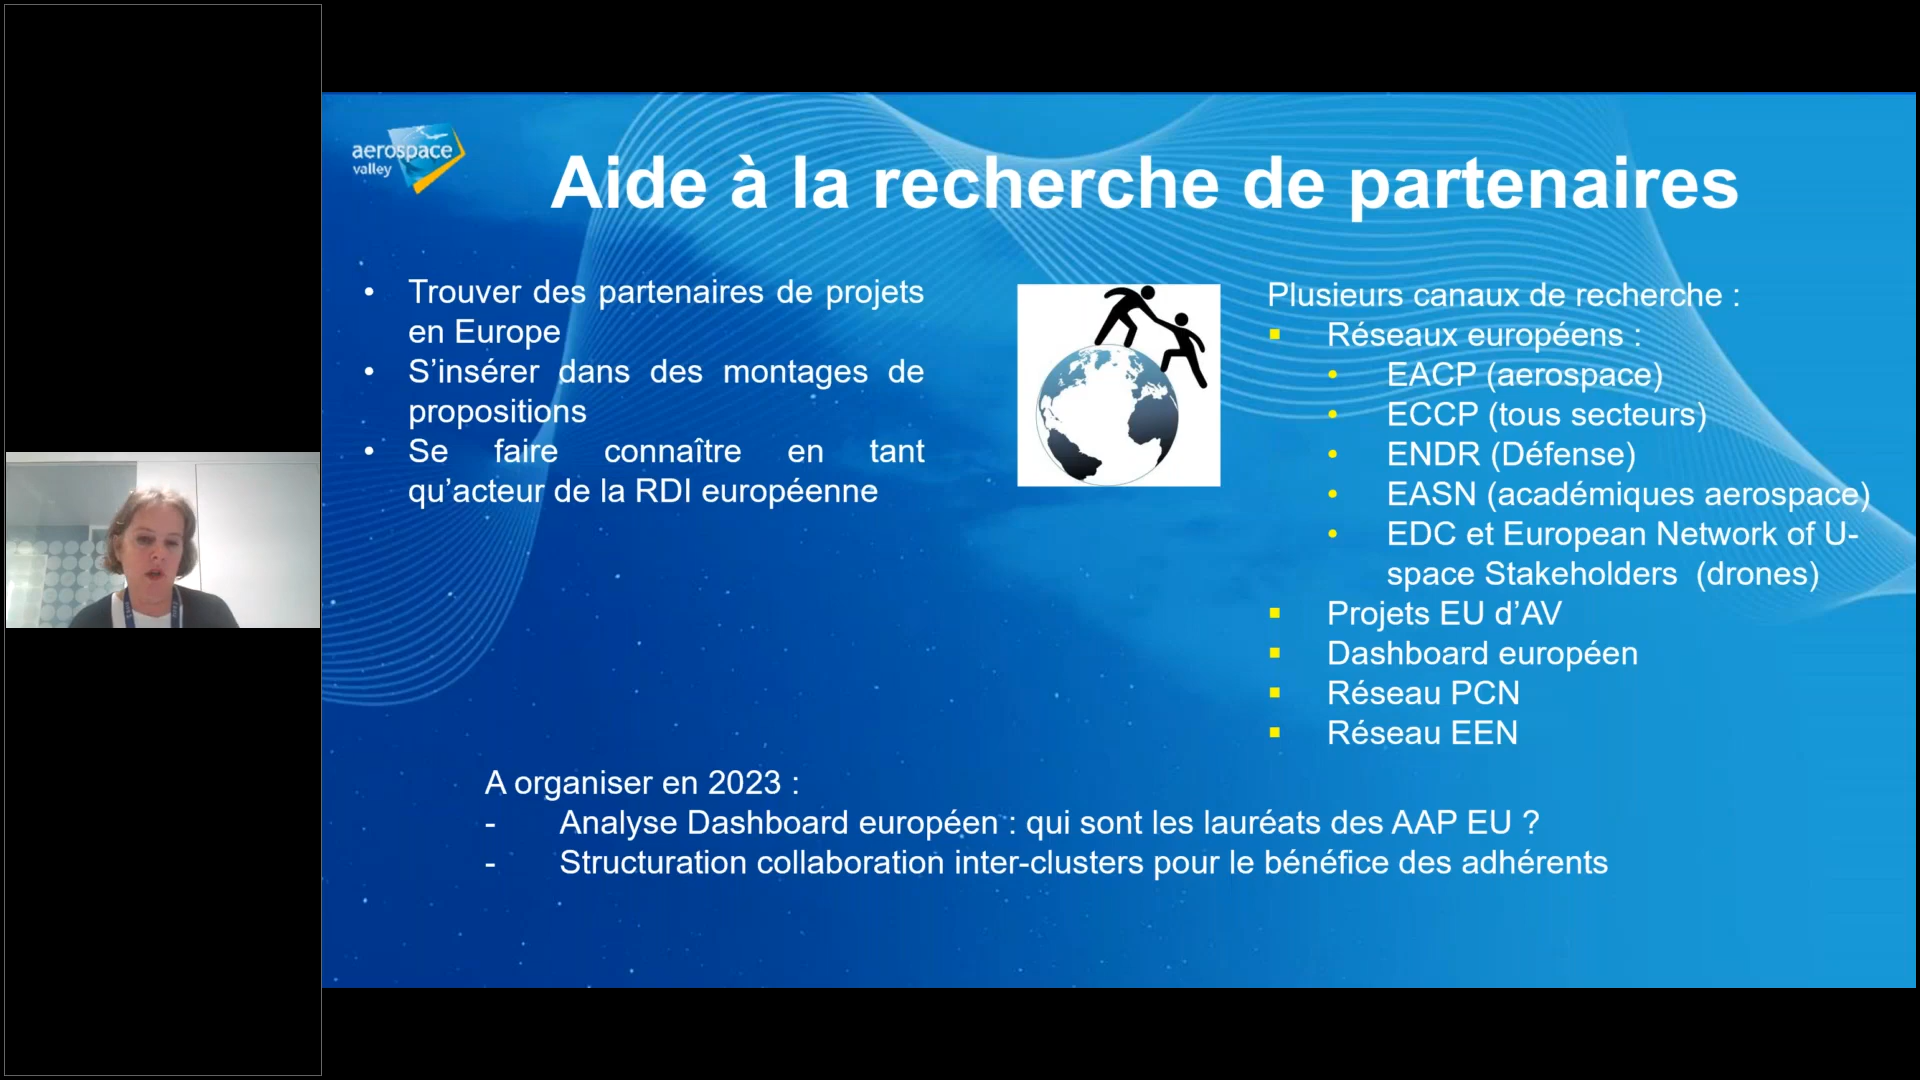 aerospace
valley
Aide à la recherche de partenaires
• Trouver des partenaires de projets
en Europe
• S’insérer dans des montages de
propositions
• Se faire connaître en tant
qu’acteur de la RDI européenne
Plusieurs canaux de recherche :
▪ Réseaux européens :
• EACP (aerospace)
• ECCP (tous secteurs)
• ENDR (Défense)
• EASN (académiques aerospace)
• EDC et European Network of U-
space Stakeholders (drones)
▪ Projets EU d’AV
▪ Dashboard européen
▪ Réseau PCN
▪ Réseau EEN
A organiser en 2023 :
- Analyse Dashboard européen : qui sont les lauréats des AAP EU ?
- Structuration collaboration inter-clusters pour le bénéfice des adhérents